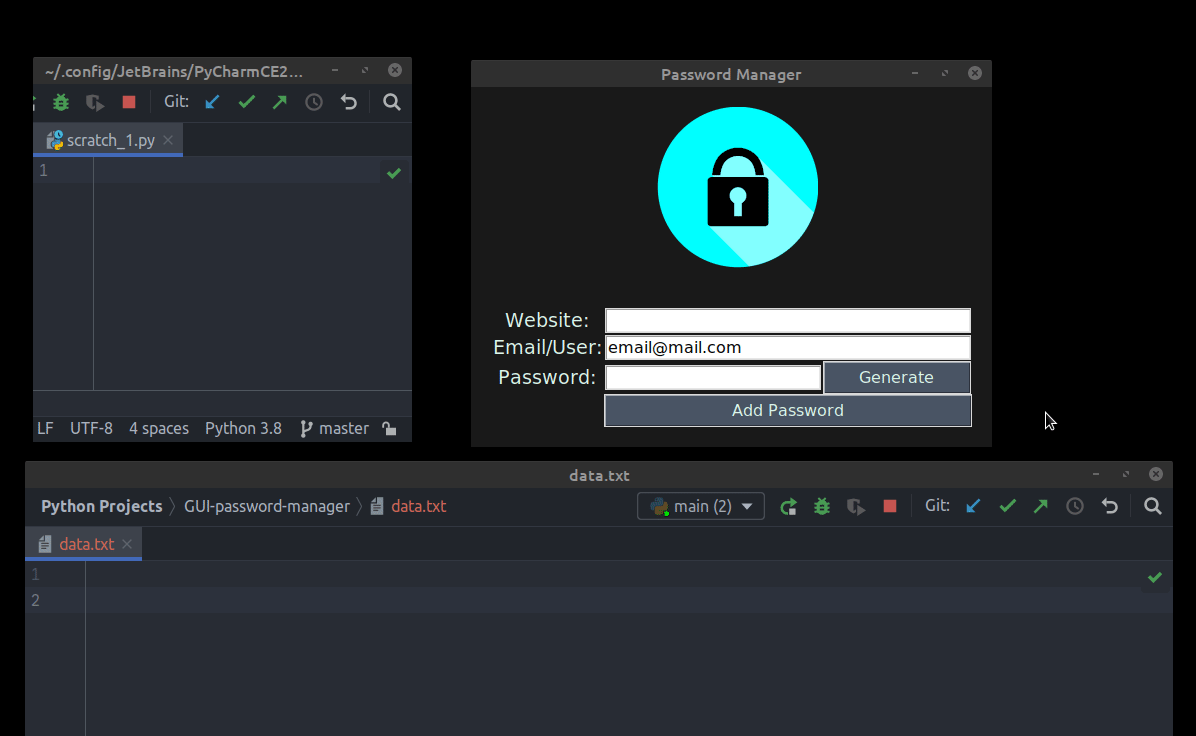 ~/.config/JetBrains/PyCharmCE2...
Git:
scratch_1.py
1
LF UTF-8 4 spaces Python 3.8 master
Password Manager
Website:
Email/User: email@mail.com
Password: Generate
Add Password
data.txt
Python Projects GUI-password-manager data.txt main (2) Git:
data.txt
1
2